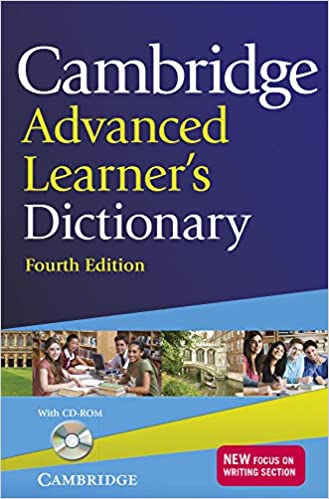 Cambridge
Advanced
Learner's
Dictionary
Fourth Edition
With CD-ROM
NEW FOCUS ON
WRITING SECTION
CAMBRIDGE